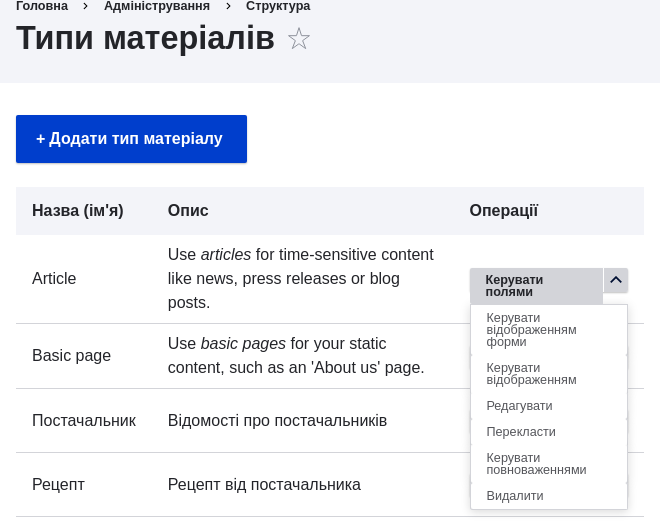 Головна › Адміністрування › Структура
Типи матеріалів
+ Додати тип матеріалу
Назва (ім'я) Опис Операції
Article
Use articles for time-sensitive content
like news, press releases or blog
posts.
Керувати
полями
Керувати
відображенням
форми
Керувати
відображенням
Редагувати
Перекласти
Керувати
повноваженнями
Видалити
Basic page
Use basic pages for your static
content, such as an 'About us' page.
Постачальник Відомості про постачальників
Рецепт Рецепт від постачальника